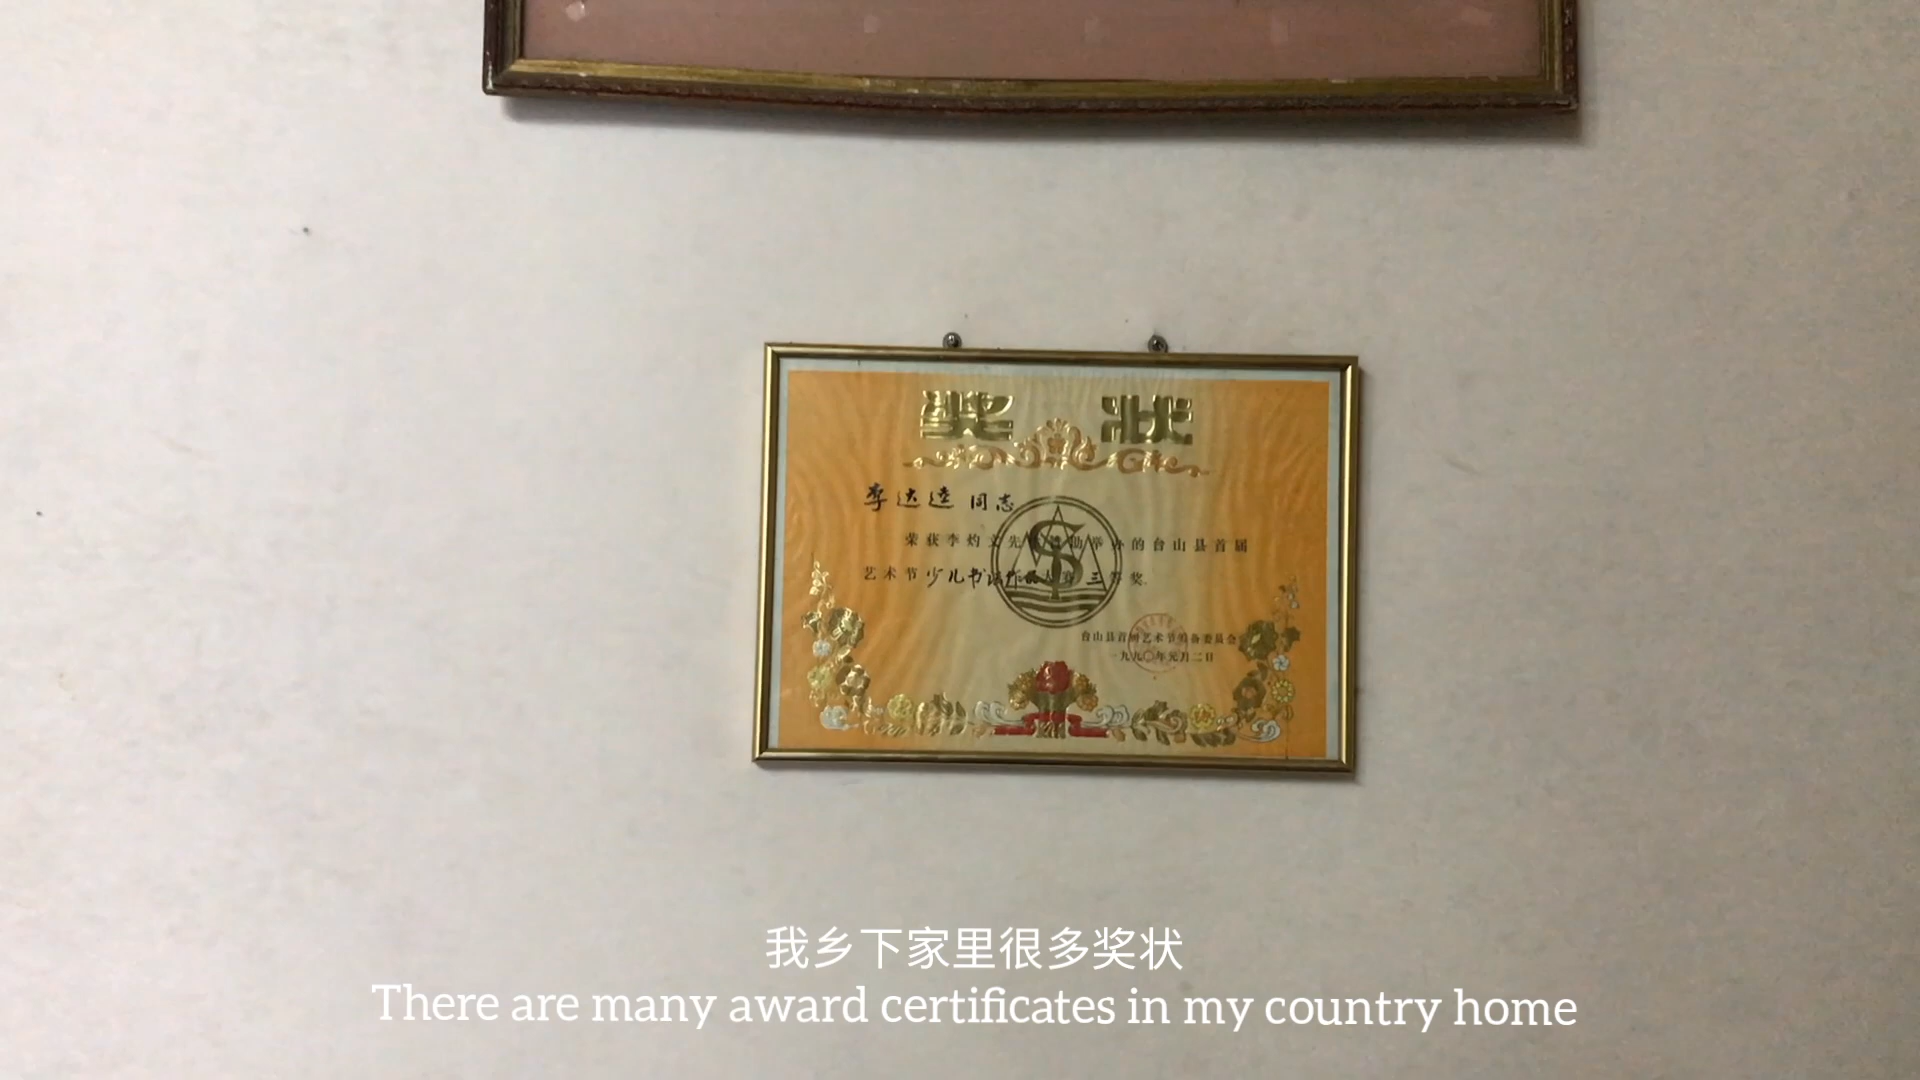 奖状
李达逵 同志
荣获李灼文先生赞助举办的台山县首届
艺术节少儿书法作品大赛三等奖.
台山县首届艺术节筹备委员会
一九九〇年元月二日
我乡下家里很多奖状
There are many award certificates in my country home